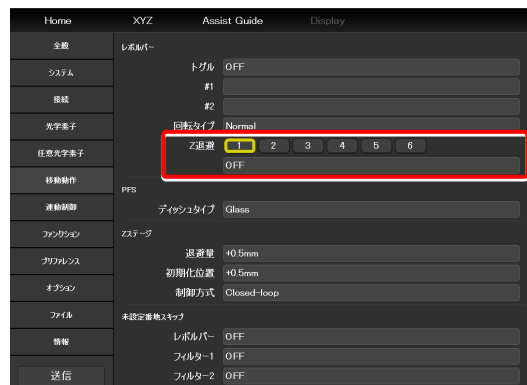 Home XYZ Assist Guide Display
全般
システム
接続
光学素子
任意光学素子
移動動作
連動制御
ファンクション
プリファレンス
オプション
ファイル
情報
送信
レボルバー
トグル OFF
#1
#2
回転タイプ Normal
Z退避 1 2 3 4 5 6
OFF
PFS
ディッシュタイプ Glass
Zステージ
退避量 +0.5mm
初期化位置 +0.5mm
制御方式 Closed-loop
未設定番地スキップ
レボルバー OFF
フィルター1 OFF
フィルター2 OFF